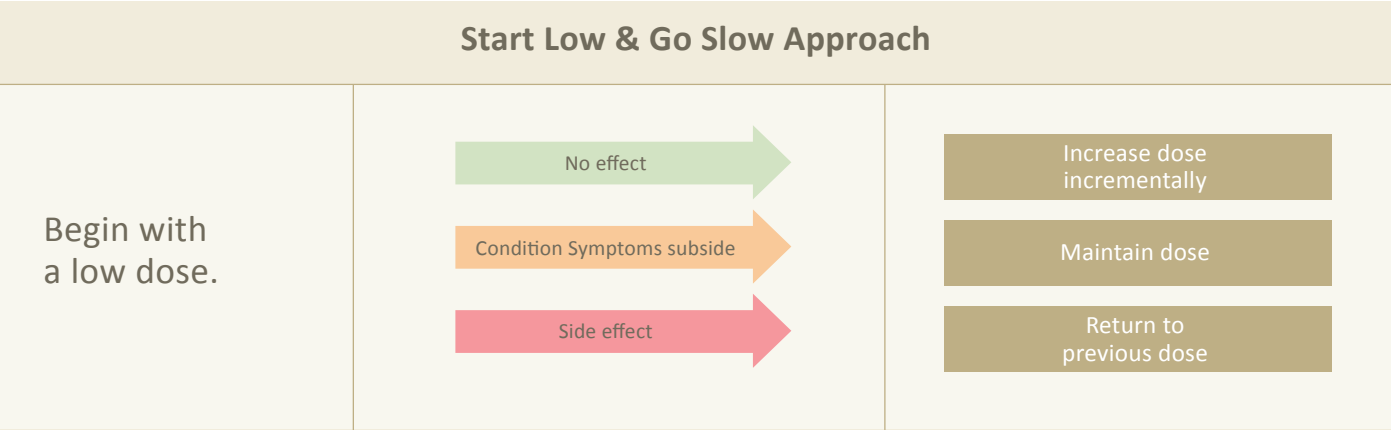 Start Low & Go Slow Approach
Begin with
a low dose.
No effect
Increase dose
incrementally
Condition Symptoms subside
Maintain dose
Side effect
Return to
previous dose